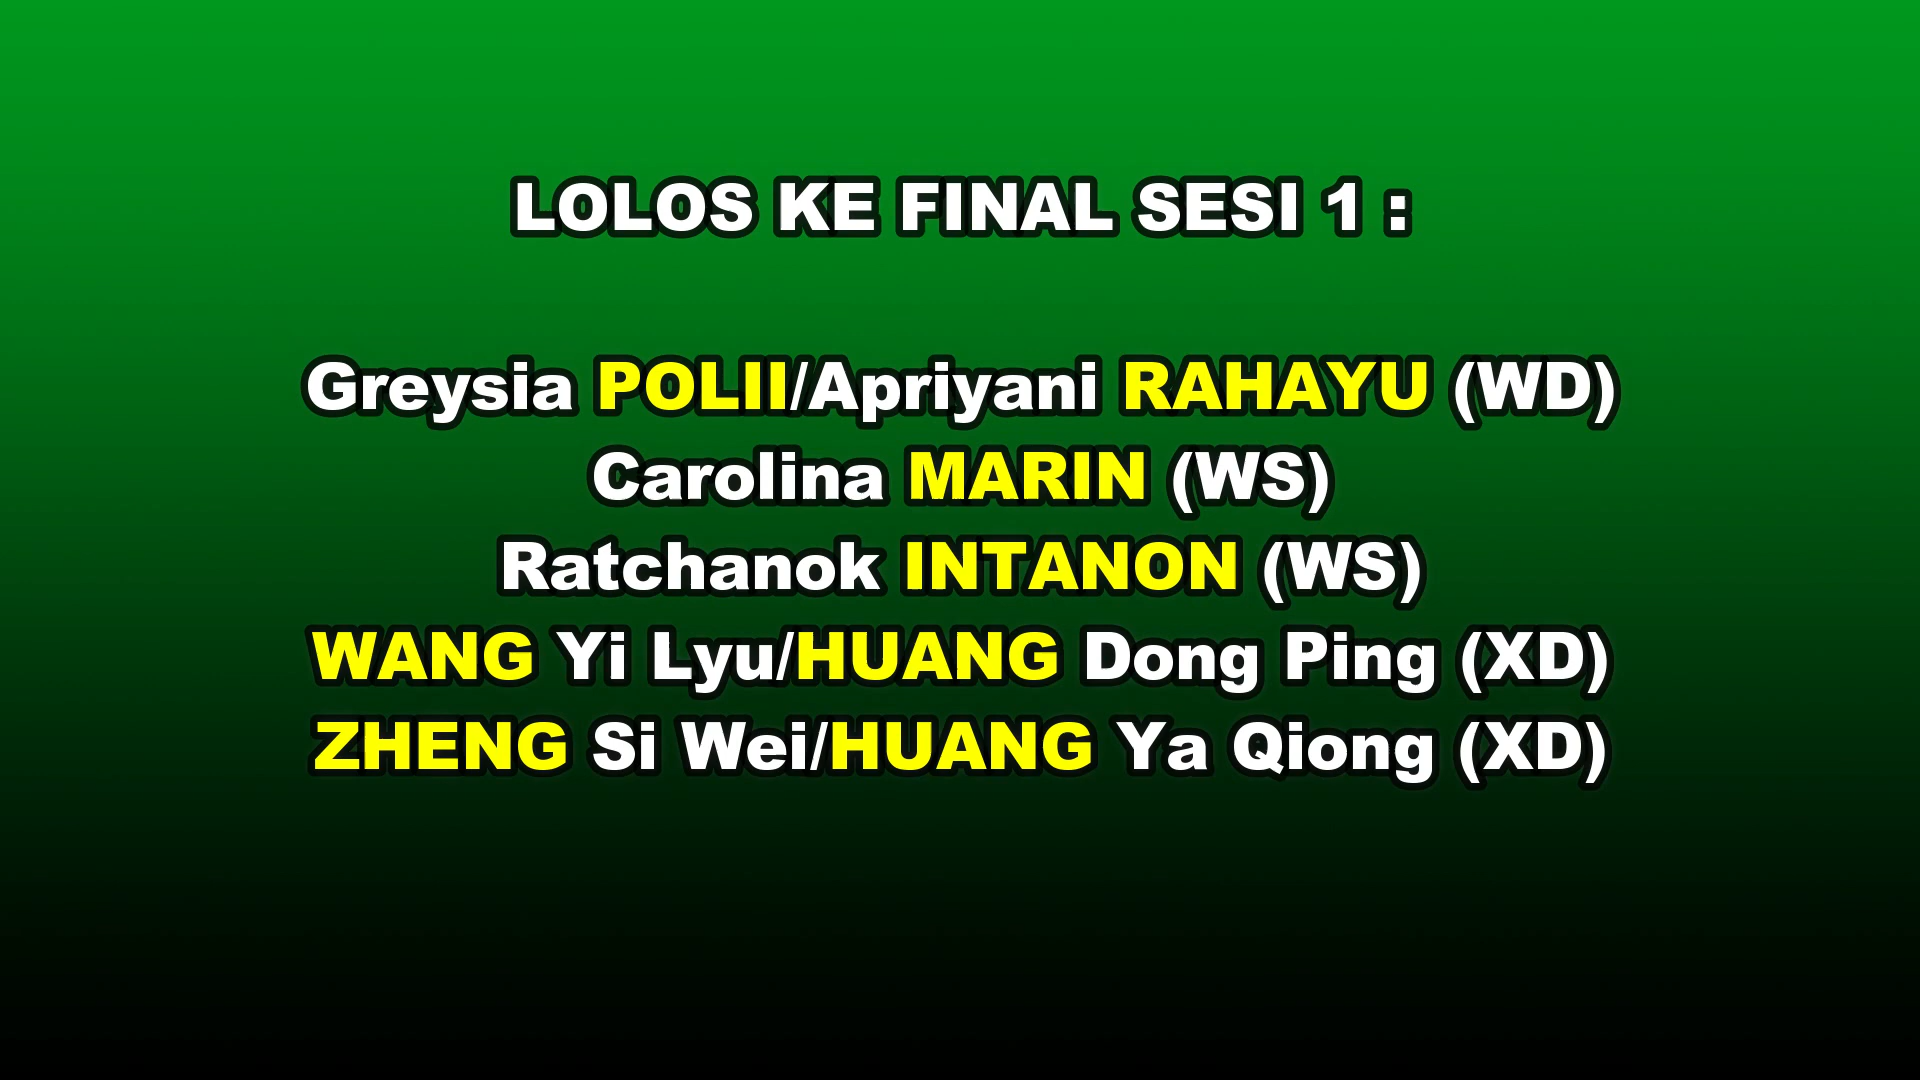 LOLOS KE FINAL SESI 1 :
Greysia POLII/Apriyani RAHAYU (WD)
Carolina MARIN (WS)
Ratchanok INTANON (WS)
WANG Yi Lyu/HUANG Dong Ping (XD)
ZHENG Si Wei/HUANG Ya Qiong (XD)